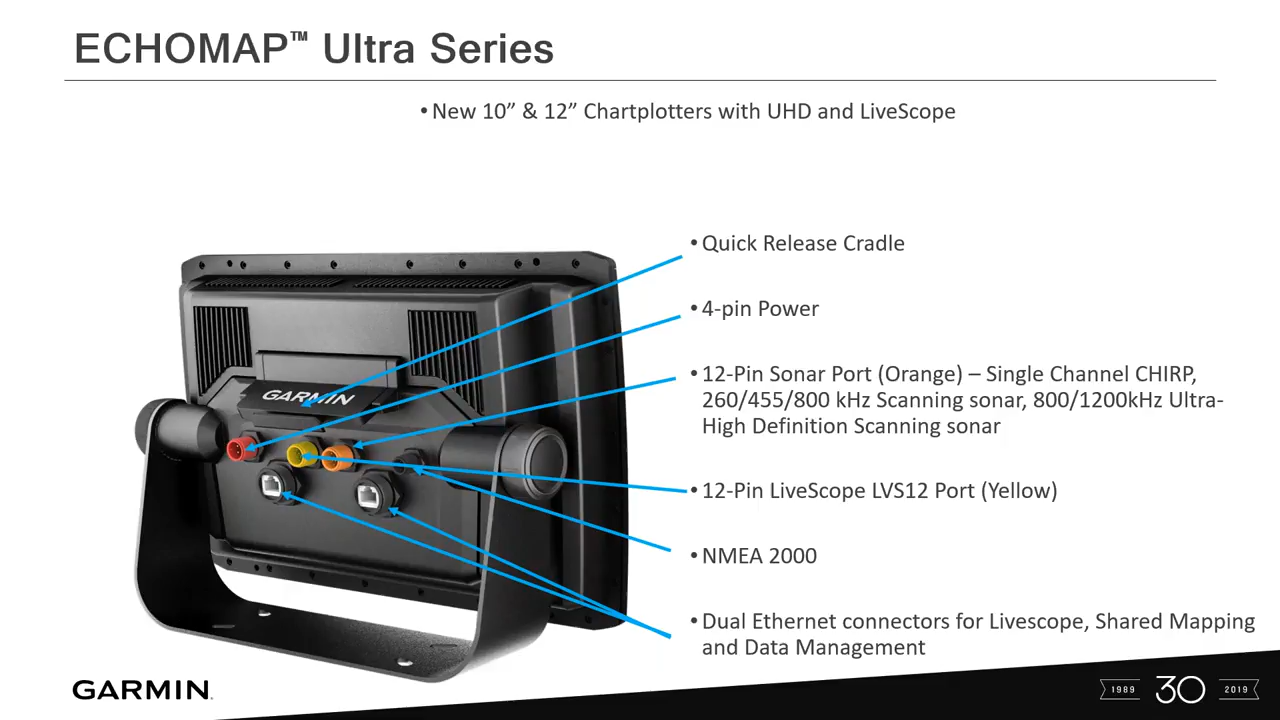 ECHOMAP™ Ultra Series
•New 10” & 12” Chartplotters with UHD and LiveScope
•Quick Release Cradle
•4-pin Power
•12-Pin Sonar Port (Orange) – Single Channel CHIRP,
260/455/800 kHz Scanning sonar, 800/1200kHz Ultra-
High Definition Scanning sonar
GARMIN
•12-Pin LiveScope LVS12 Port (Yellow)
•NMEA 2000
•Dual Ethernet connectors for Livescope, Shared Mapping
and Data Management
GARMIN.
1989 30 2019